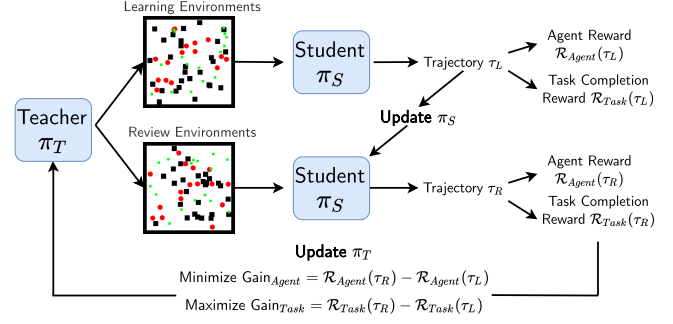 Learning Environments
Student
π_S
Trajectory τ_L
Agent Reward
ℛ_Agent(τ_L)
Task Completion
Reward ℛ_Task(τ_L)
Teacher
π_T
Update π_S
Review Environments
Student
π_S
Trajectory τ_R
Agent Reward
ℛ_Agent(τ_R)
Task Completion
Reward ℛ_Task(τ_R)
Update π_T
Minimize Gain_Agent = ℛ_Agent(τ_R) − ℛ_Agent(τ_L)
Maximize Gain_Task = ℛ_Task(τ_R) − ℛ_Task(τ_L)